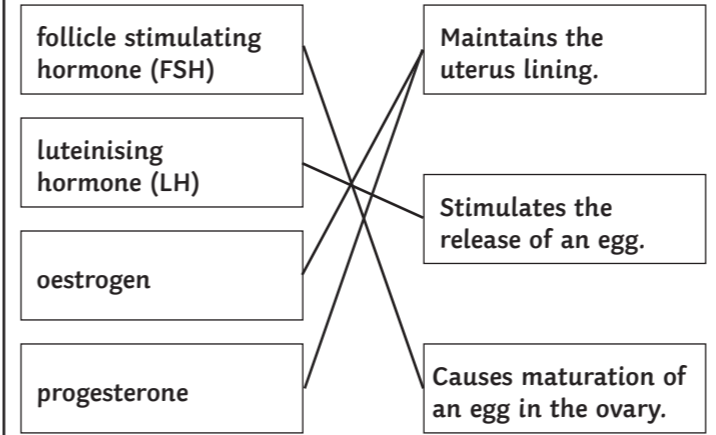 follicle stimulating
hormone (FSH)
luteinising
hormone (LH)
oestrogen
progesterone
Maintains the
uterus lining.
Stimulates the
release of an egg.
Causes maturation of
an egg in the ovary.